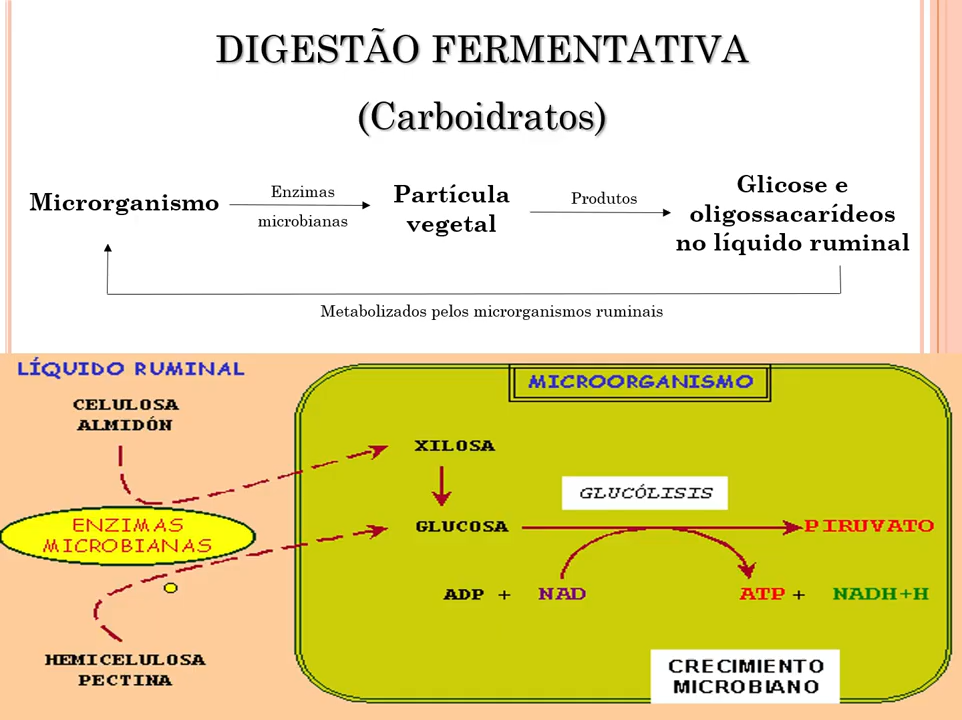 DIGESTÃO FERMENTATIVA
(Carboidratos)
Microrganismo
Enzimas
microbianas
Partícula
vegetal
Produtos
Glicose e
oligossacarídeos
no líquido ruminal
Metabolizados pelos microrganismos ruminais
LÍQUIDO RUMINAL
MICROORGANISMO
CELULOSA
ALMIDÓN
XILOSA
GLUCÓLISIS
ENZIMAS
MICROBIANAS
GLUCOSA
PIRUVATO
ADP + NAD
ATP + NADH+H
HEMICELULOSA
PECTINA
CRECIMIENTO
MICROBIANO